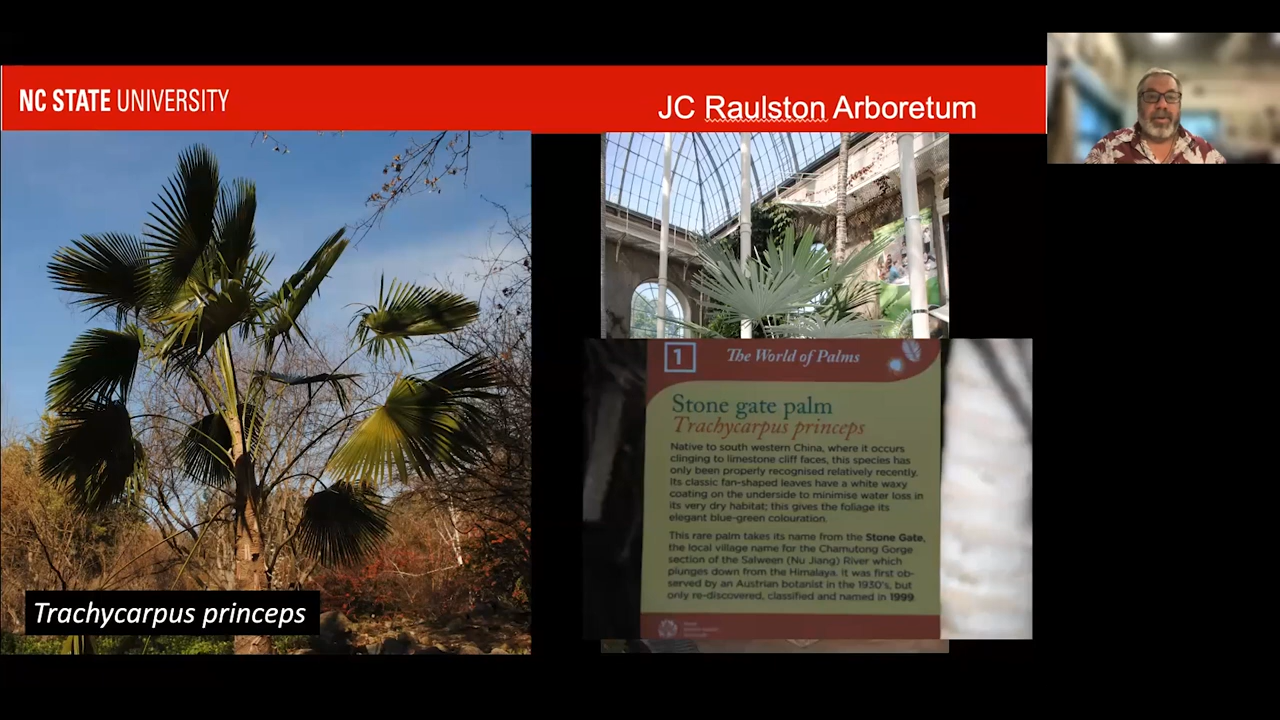 NC STATE UNIVERSITY
JC Raulston Arboretum
Trachycarpus princeps
1
The World of Palms
Stone gate palm
Trachycarpus princeps
Native to south western China, where it occurs
clinging to limestone cliff faces, this species has
only been properly recognised relatively recently.
Its classic fan-shaped leaves have a white waxy
coating on the underside to minimise water loss in
its very dry habitat; this gives the foliage its
elegant blue-green colouration.
This rare palm takes its name from the Stone Gate,
the local village name for the Chamutong Gorge
section of the Salween (Nu Jiang) River which
plunges down from the Himalaya. It was first ob-
served by an Austrian botanist in the 1930's, but
only re-discovered, classified and named in 1999.